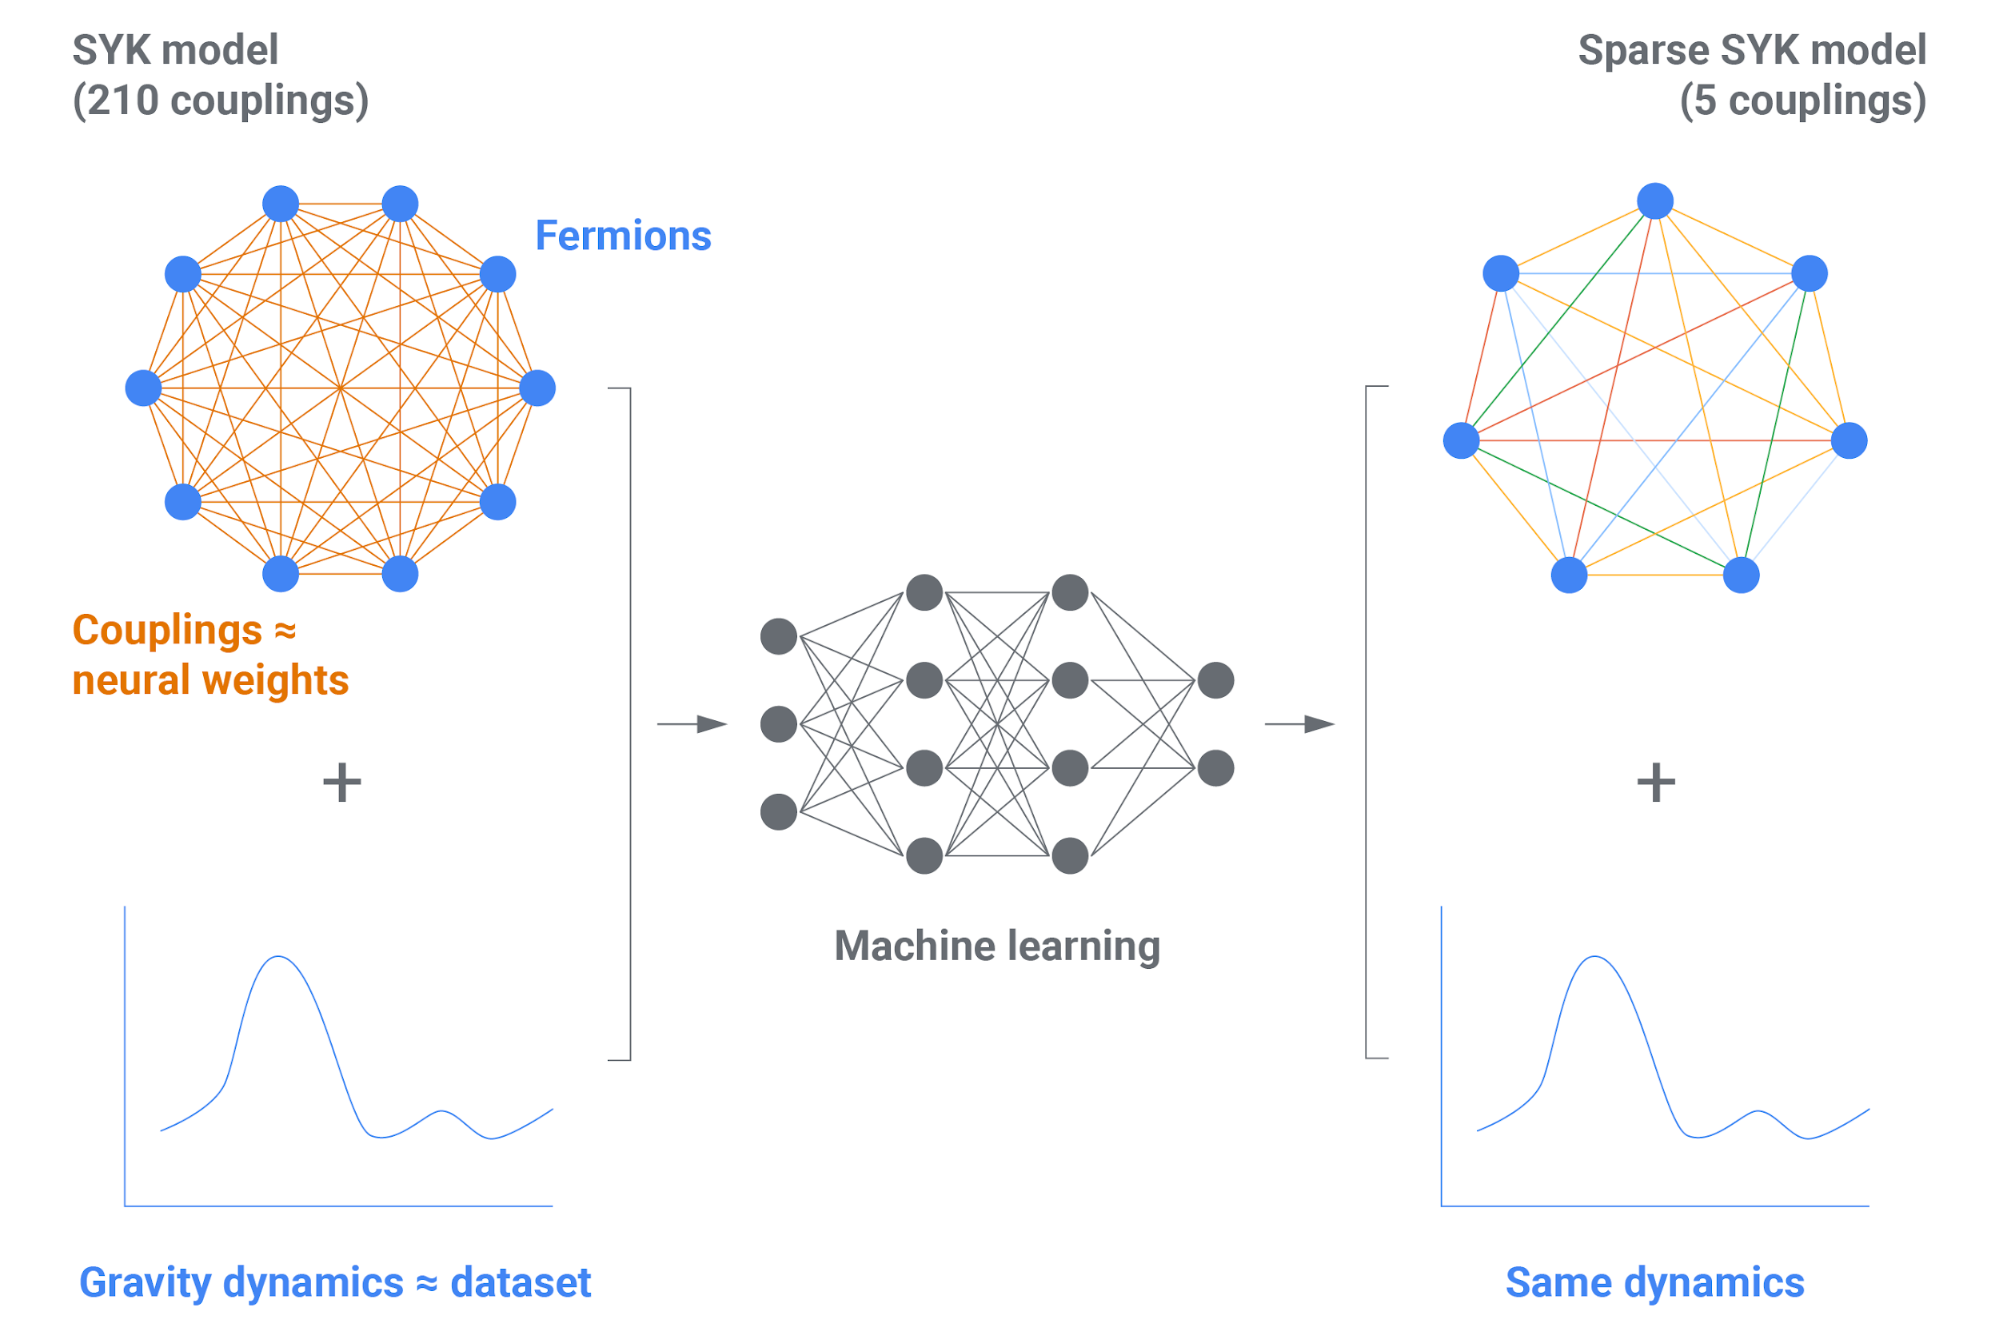 SYK model
(210 couplings)
Sparse SYK model
(5 couplings)
Fermions
Couplings ≈
neural weights
+
+
Machine learning
Gravity dynamics ≈ dataset
Same dynamics